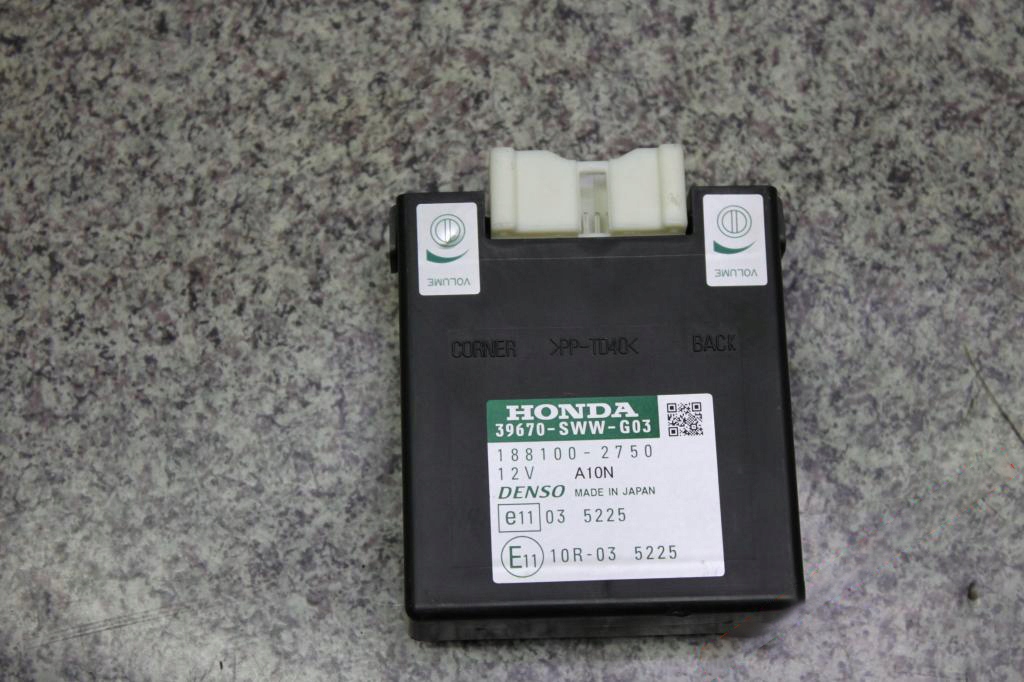 VOLUME
VOLUME
CORNER >PP-TD40< BACK
HONDA
39670-SWW-G03
188100-2750
12V A10N
DENSO MADE IN JAPAN
e11 03 5225
E11 10R-03 5225